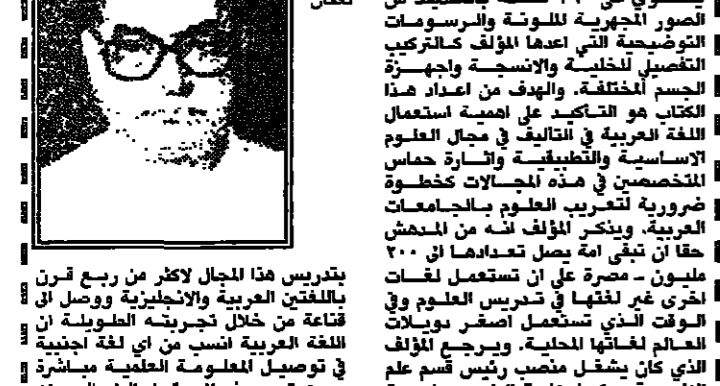 الصور المجهرية الملونة والرسومات
التوضيحية التي اعدها المؤلف كالتركيب
التفصيلي للخلية والانسجة واجهزة
الجسم المختلفة. والهدف من اعداد هذا
الكتاب هو التأكيد على اهمية استعمال
اللغة العربية في التاليف في مجال العلوم
الاساسية والتطبيقية واثارة حماس
المتخصصين في هذه المجالات كخطوة
ضرورية لتعريب العلوم بالجامعات
العربية، ويذكر المؤلف انه من المدهش
حقا ان تبقى امة يصل تعدادها الى ٢٠٠
مليون ـ مصرة على ان تستعمل لغات
اخرى غير لغتها في تدريس العلوم وفي
الوقت الذي تستعمل اصغر دويلات
العالم لغاتها المحلية. ويرجع المؤلف
الذي كان يشغل منصب رئيس قسم علم
بتدريس هذا المجال لاكثر من ربع قرن
باللغتين العربية والانجليزية ووصل الى
قناعة من خلال تجربته الطويلة ان
اللغة العربية انسب من اي لغة اجنبية
في توصيل المعلومة العلمية مباشرة